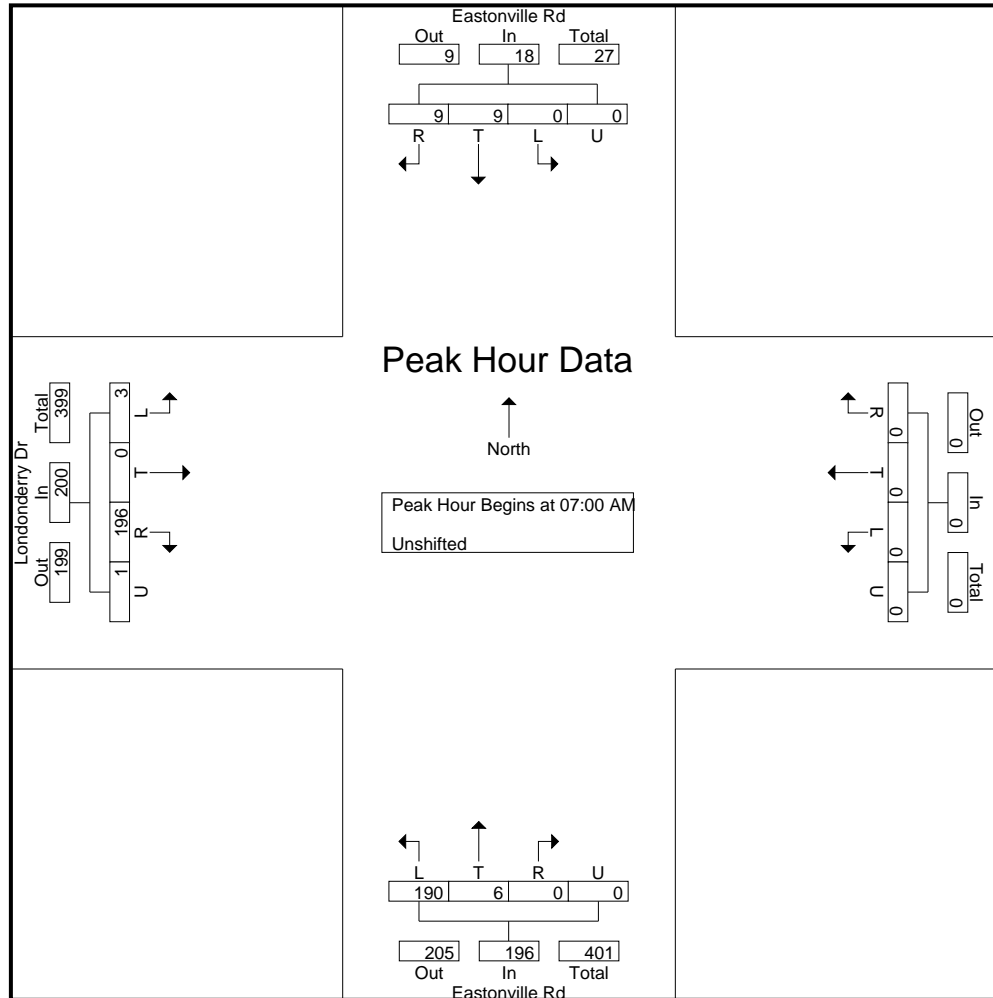 Eastonville Rd
Out In Total
9 18 27
9 9 0 0
R T L U
Peak Hour Data
North
Peak Hour Begins at 07:00 AM
Unshifted
Londonderry Dr
Total In Out
399 200 199
3 0 196 1
L T R U
R T L U
0 0 0 0
Out In Total
0 0 0
L T R U
190 6 0 0
205 196 401
Out In Total
Eastonville Rd